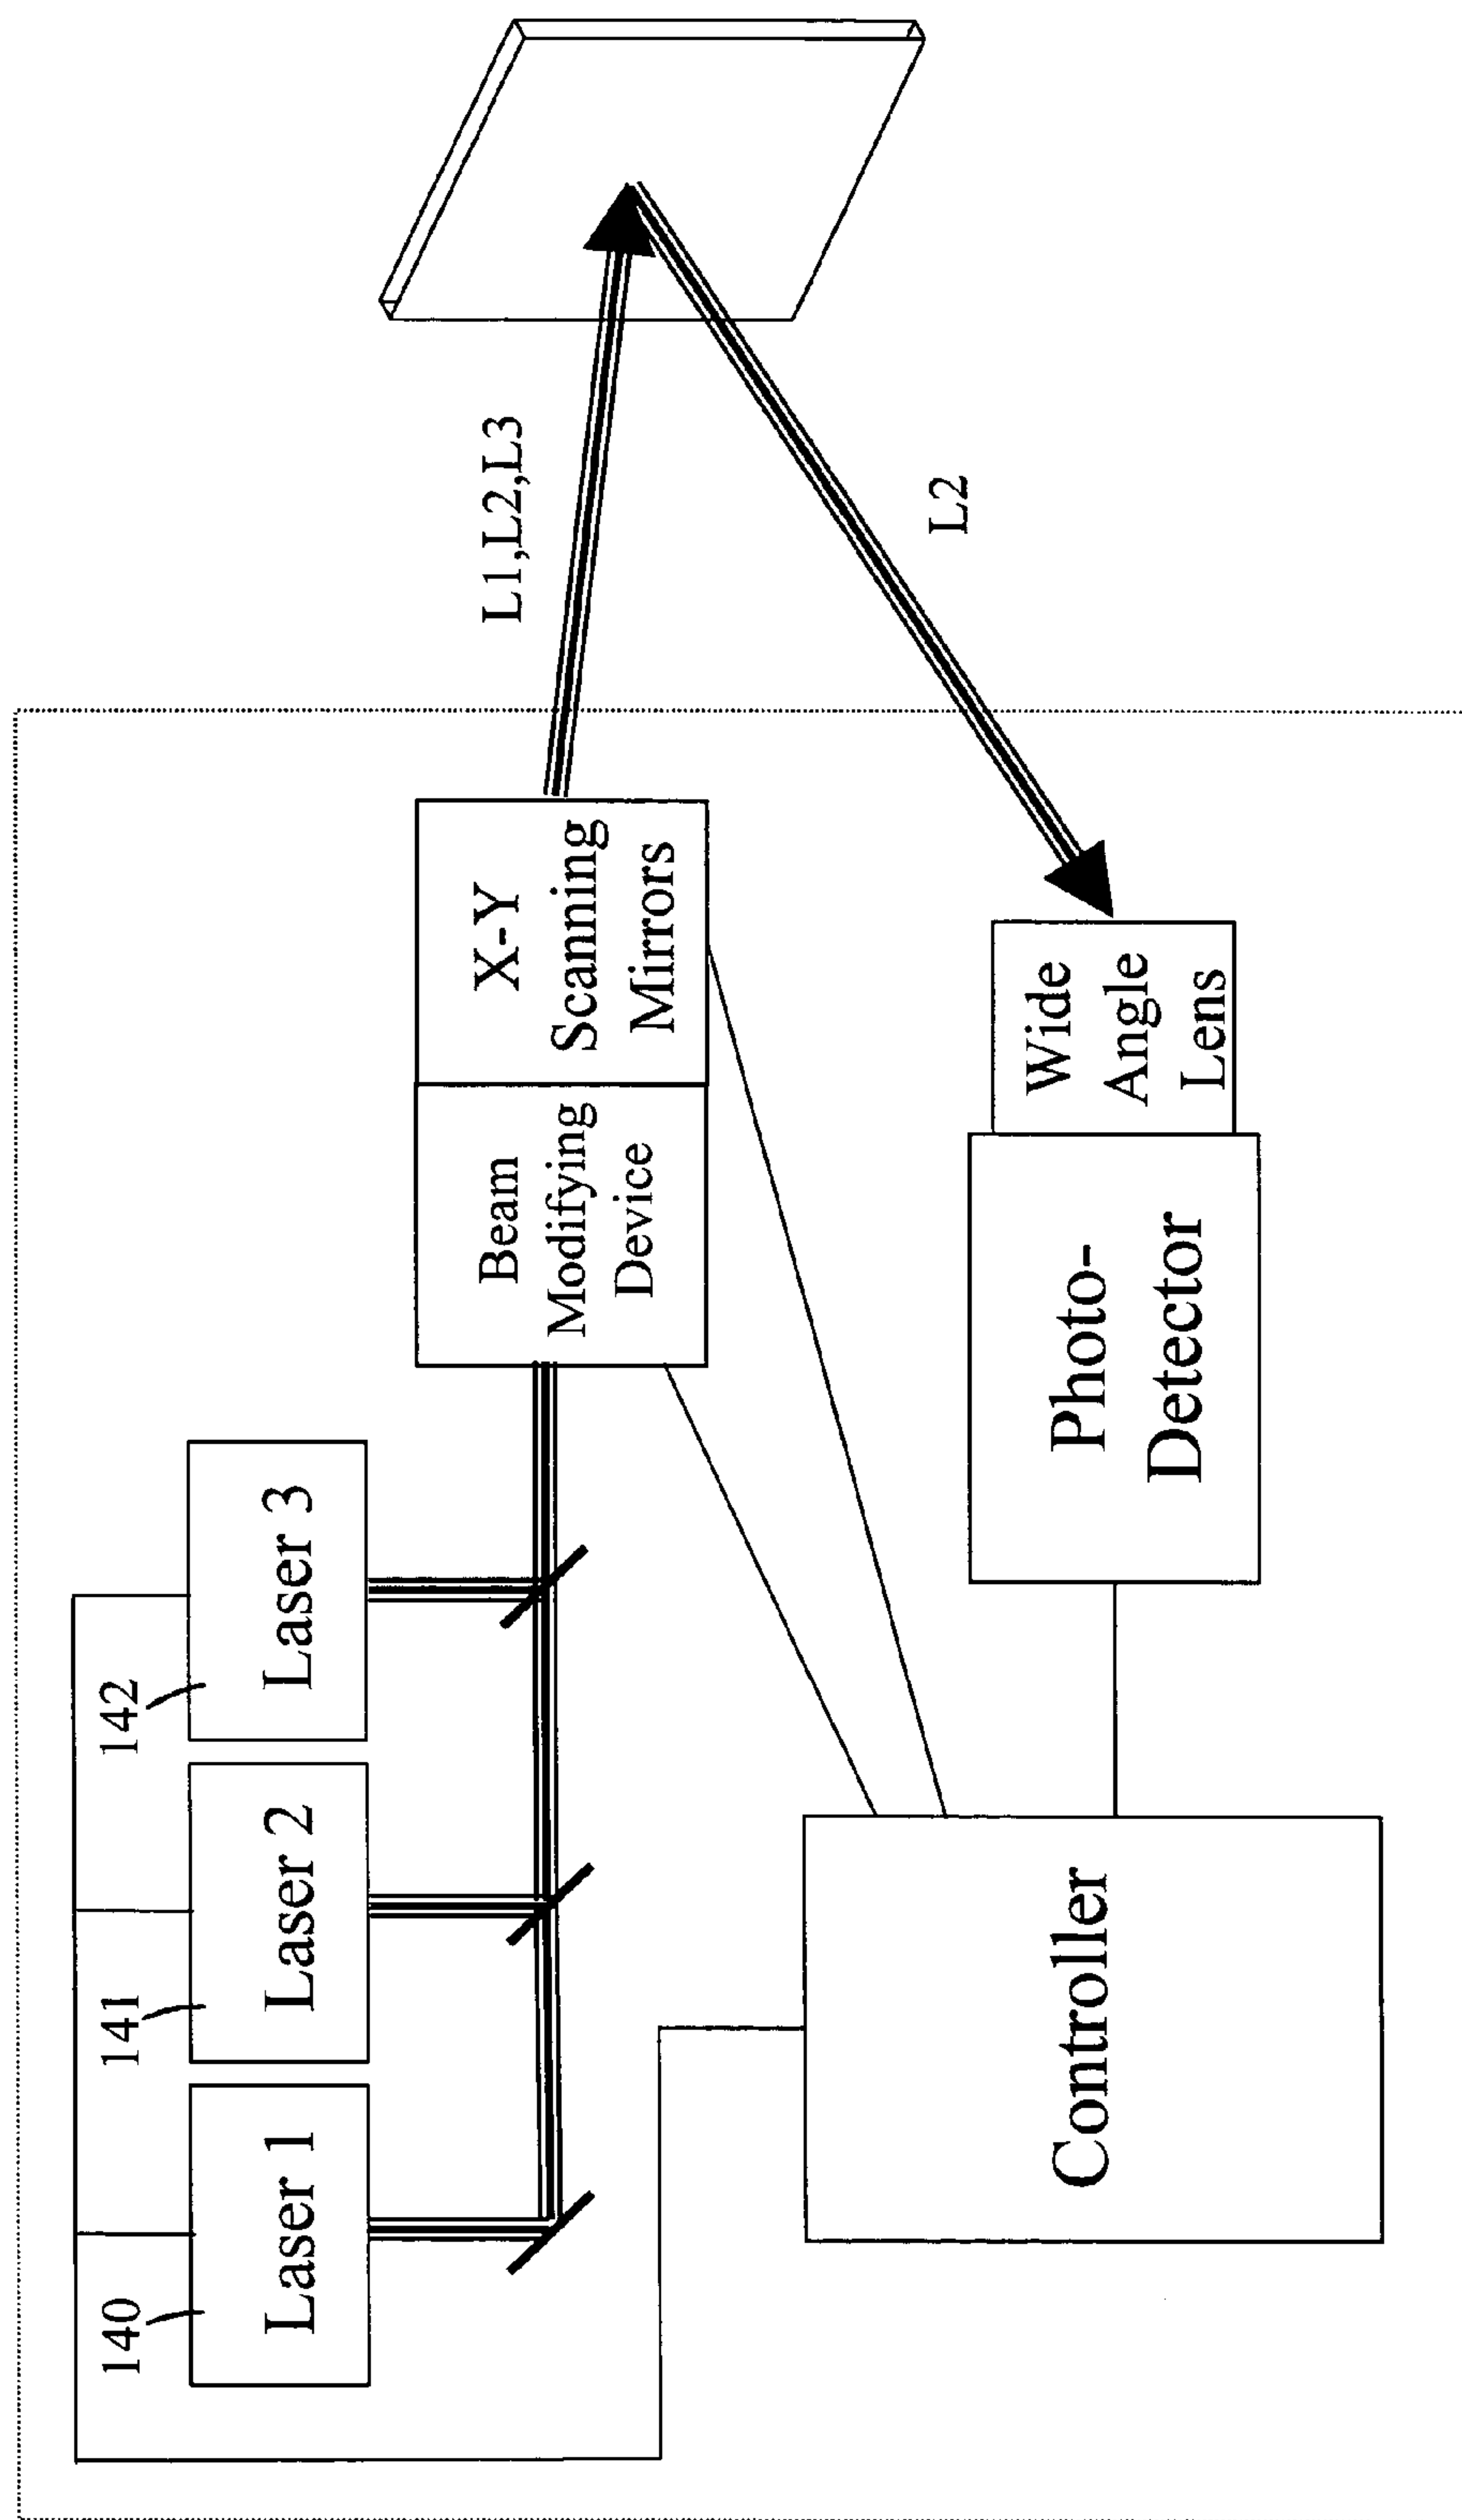 140
141
142
Laser 1
Laser 2
Laser 3
Beam
Modifying
Device
X-Y
Scanning
Mirrors
L1,L2,L3
L2
Controller
Photo-
Detector
Wide
Angle
Lens